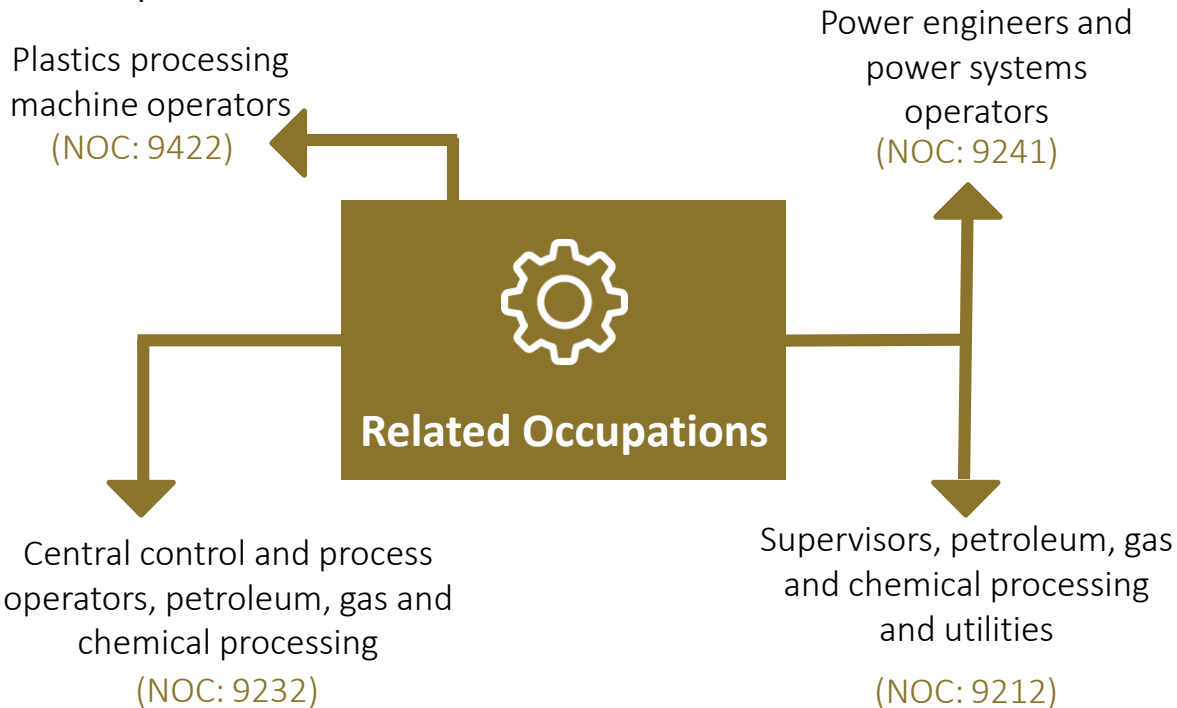 Plastics processing
machine operators
(NOC: 9422)
Power engineers and
power systems
operators
(NOC: 9241)
Related Occupations
Central control and process
operators, petroleum, gas and
chemical processing
(NOC: 9232)
Supervisors, petroleum, gas
and chemical processing
and utilities
(NOC: 9212)